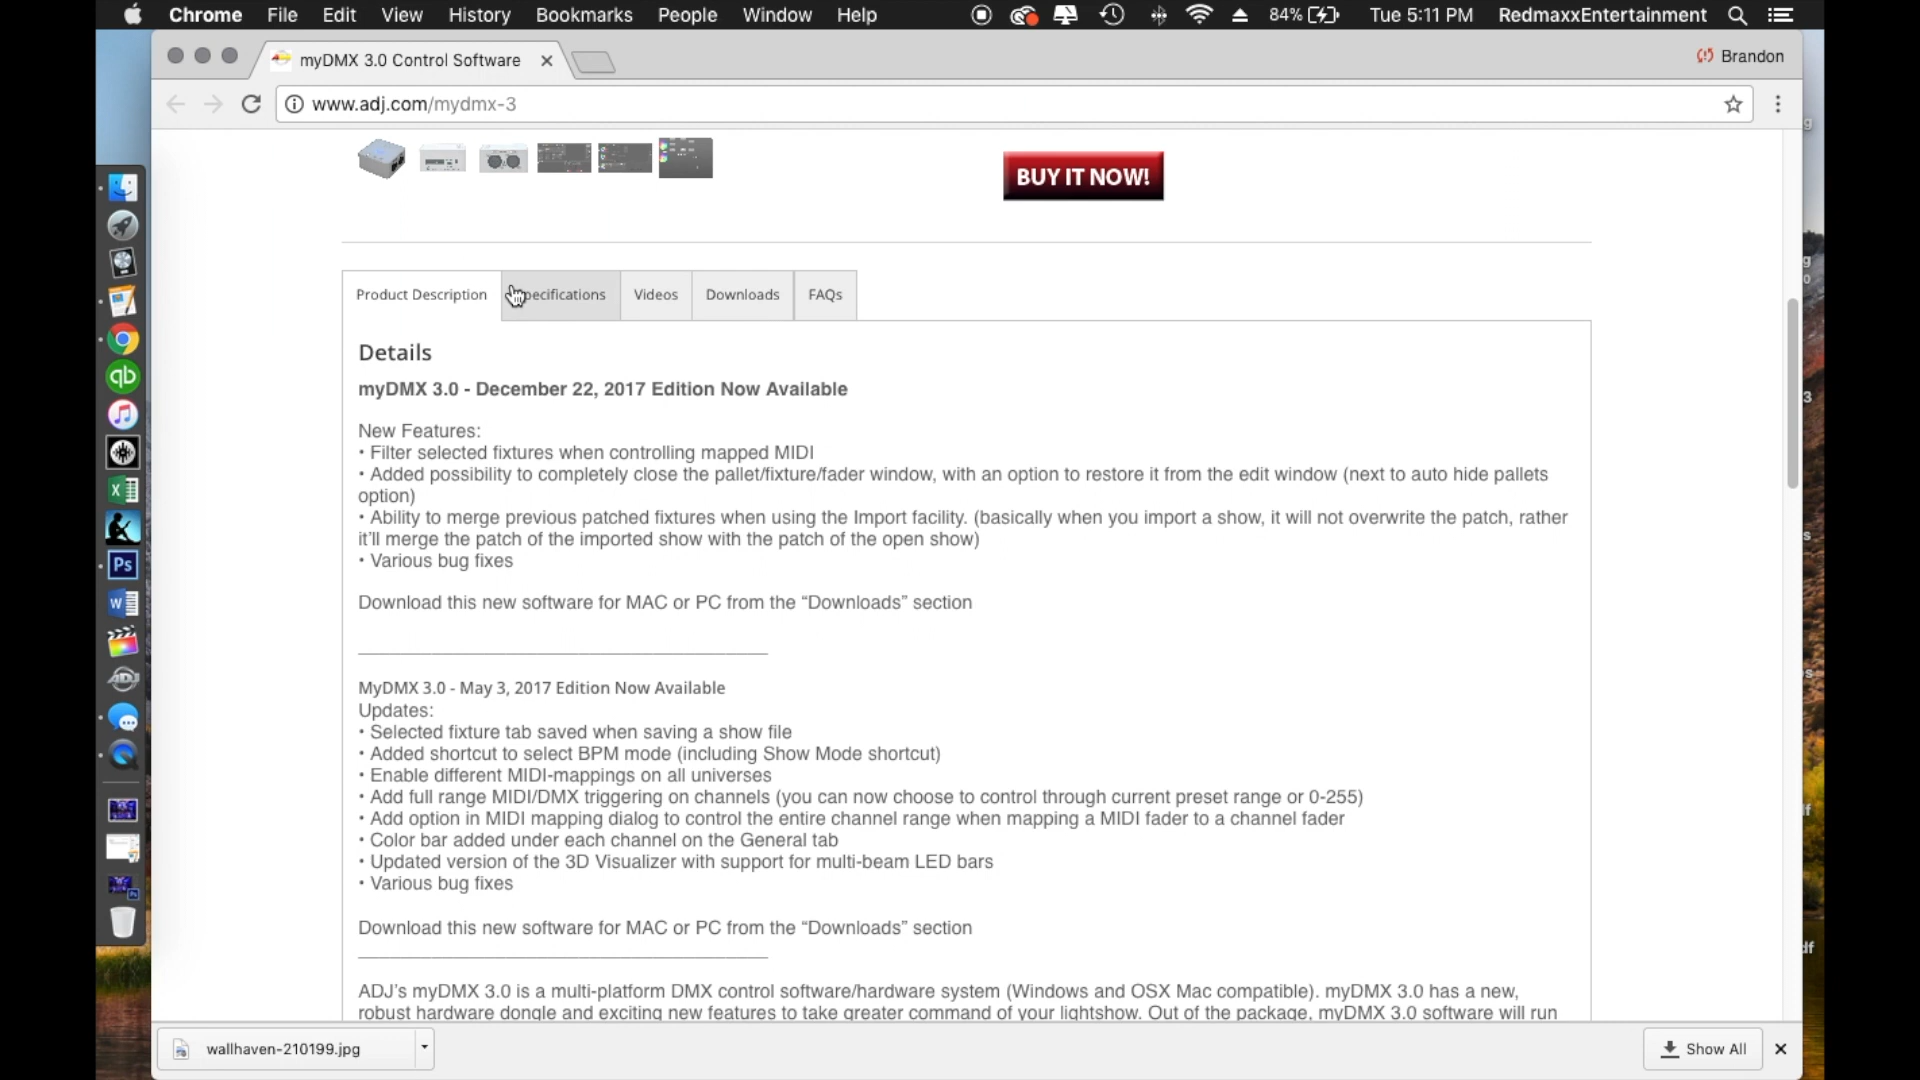 Chrome File Edit View History Bookmarks People Window Help 84% Tue 5:11 PM RedmaxxEntertainment
myDMX 3.0 Control Software
Brandon
www.adj.com/mydmx-3
BUY IT NOW!
Product Description Specifications Videos Downloads FAQs
Details
myDMX 3.0 - December 22, 2017 Edition Now Available
New Features:
• Filter selected fixtures when controlling mapped MIDI
• Added possibility to completely close the pallet/fixture/fader window, with an option to restore it from the edit window (next to auto hide pallets
option)
• Ability to merge previous patched fixtures when using the Import facility. (basically when you import a show, it will not overwrite the patch, rather
it’ll merge the patch of the imported show with the patch of the open show)
• Various bug fixes
Download this new software for MAC or PC from the “Downloads” section
MyDMX 3.0 - May 3, 2017 Edition Now Available
Updates:
• Selected fixture tab saved when saving a show file
• Added shortcut to select BPM mode (including Show Mode shortcut)
• Enable different MIDI-mappings on all universes
• Add full range MIDI/DMX triggering on channels (you can now choose to control through current preset range or 0-255)
• Add option in MIDI mapping dialog to control the entire channel range when mapping a MIDI fader to a channel fader
• Color bar added under each channel on the General tab
• Updated version of the 3D Visualizer with support for multi-beam LED bars
• Various bug fixes
Download this new software for MAC or PC from the “Downloads” section
ADJ’s myDMX 3.0 is a multi-platform DMX control software/hardware system (Windows and OSX Mac compatible). myDMX 3.0 has a new,
robust hardware dongle and exciting new features to take greater command of your lightshow. Out of the package, myDMX 3.0 software will run
wallhaven-210199.jpg
Show All
qb
X
Ps
W
ADJ